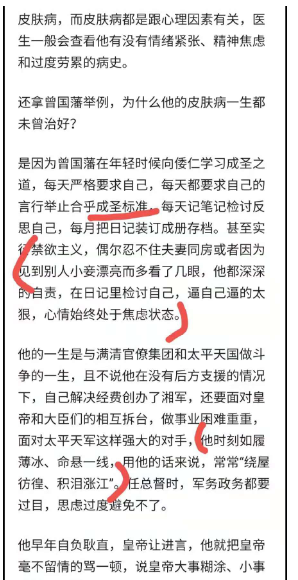 皮肤病，而皮肤病都是跟心理因素有关，医
生一般会查看他有没有情绪紧张、精神焦虑
和过度劳累的病史。
还拿曾国藩举例，为什么他的皮肤病一生都
未曾治好？
是因为曾国藩在年轻时候向倭仁学习成圣之
道，每天严格要求自己，每天都要求自己的
言行举止合乎成圣标准，每天记笔记检讨反
思自己，每月把日记装订成册存档。甚至实
行禁欲主义，偶尔忍不住夫妻同房或者因为
见到别人小妾漂亮而多看了几眼，他都深深
的自责，在日记里检讨自己，逼自己逼的太
狠，心情始终处于焦虑状态。
他的一生是与满清官僚集团和太平天国做斗
争的一生，且不说他在没有后方支援的情况
下，自己解决经费创办了湘军，还要面对皇
帝和大臣们的相互拆台，做事业困难重重，
面对太平天军这样强大的对手，他时刻如履
薄冰、命悬一线，用他的话来说，常常“绕屋
彷徨、积泪涨江”。任总督时，军务政务都要
过目，思虑过度避免不了。
他早年自负耿直，皇帝让进言，他就把皇帝
毫不留情的骂一顿，说皇帝大事糊涂、小事